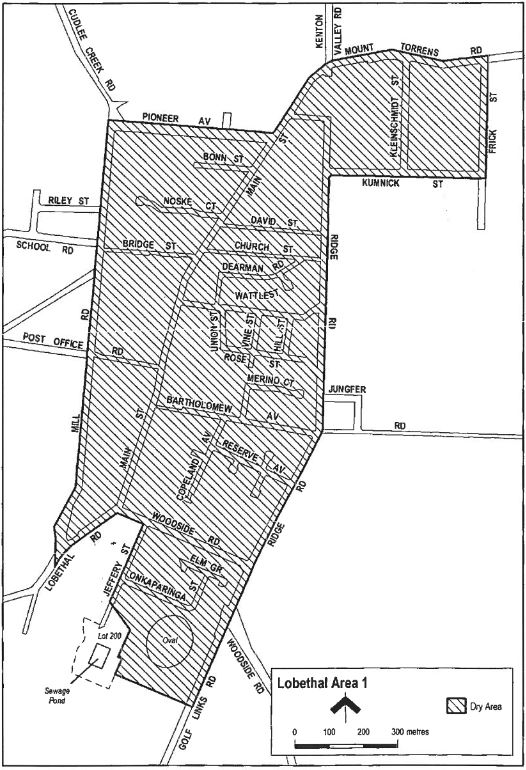 CUDLEE CREEK RD
KENTON VALLEY RD
MOUNT TORRENS RD
PIONEER AV
KLEINSCHMIDT ST
FRICK ST
BONN ST
MAIN ST
KUMNICK ST
NOSKE CT
RILEY ST
DAVID ST
SCHOOL RD
BRIDGE ST
CHURCH ST
RIDGE RD
DEARMAN RD
WATTLE ST
UNION ST
VINE ST
HILL ST
POST OFFICE RD
ROSE ST
MILL RD
MERINO CT
JUNGFER RD
BARTHOLOMEW AV
MAIN ST
COPELAND AV
RESERVE AV
RIDGE RD
WOODSIDE RD
LOBETHAL RD
JEFFERY ST
ELM GR
ONKAPARINGA ST
Lot 200
Oval
Sewage
Pond
WOODSIDE RD
GOLF LINKS RD
Lobethal Area 1
Dry Area
0 100 200 300 metres